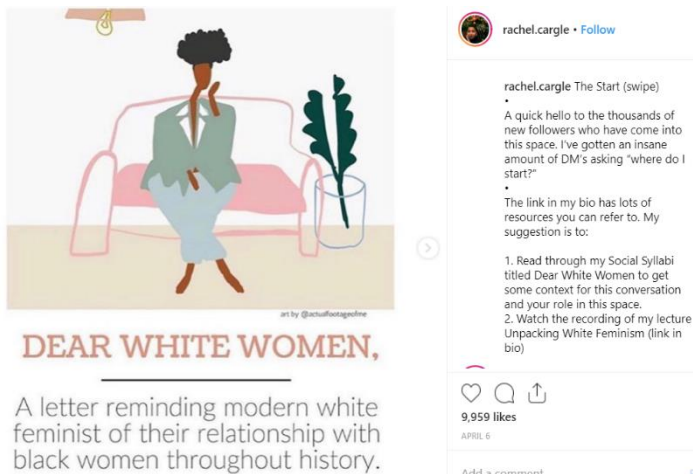 art by @actualfootageofme
DEAR WHITE WOMEN,
A letter reminding modern white
feminist of their relationship with
black women throughout history.
rachel.cargle • Follow
rachel.cargle The Start (swipe)
•
A quick hello to the thousands of
new followers who have come into
this space. I've gotten an insane
amount of DM's asking "where do I
start?"
•
The link in my bio has lots of
resources you can refer to. My
suggestion is to:
1. Read through my Social Syllabi
titled Dear White Women to get
some context for this conversation
and your role in this space.
2. Watch the recording of my lecture
Unpacking White Feminism (link in
bio)
9,959 likes
APRIL 6
Add a comment